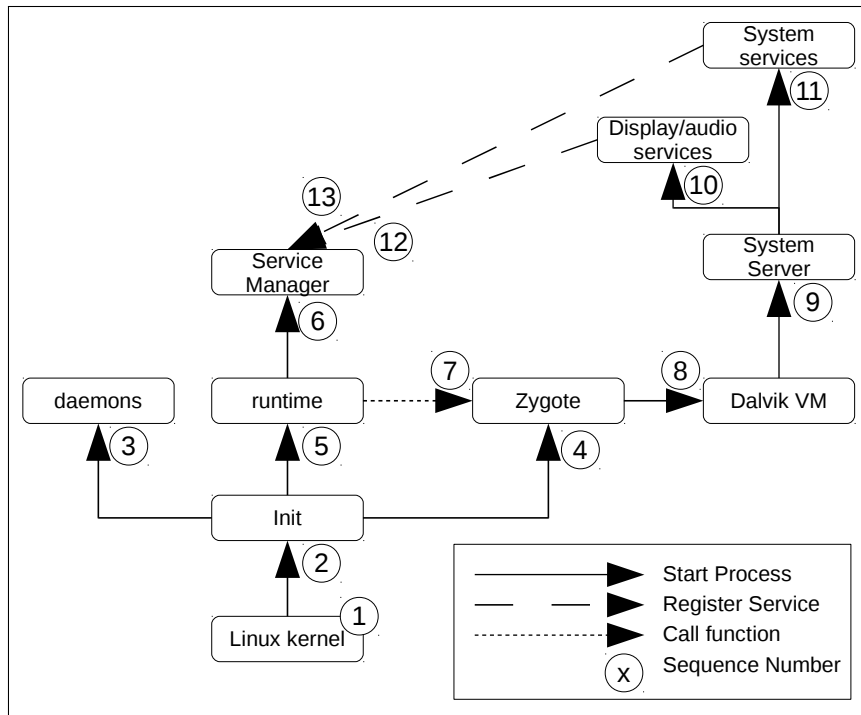 System
services
11
Display/audio
services
10
13
12
Service
Manager
System
Server
6
9
7
8
daemons
runtime
Zygote
Dalvik VM
3
5
4
Init
2
1
Linux kernel
Start Process
Register Service
Call function
x
Sequence Number